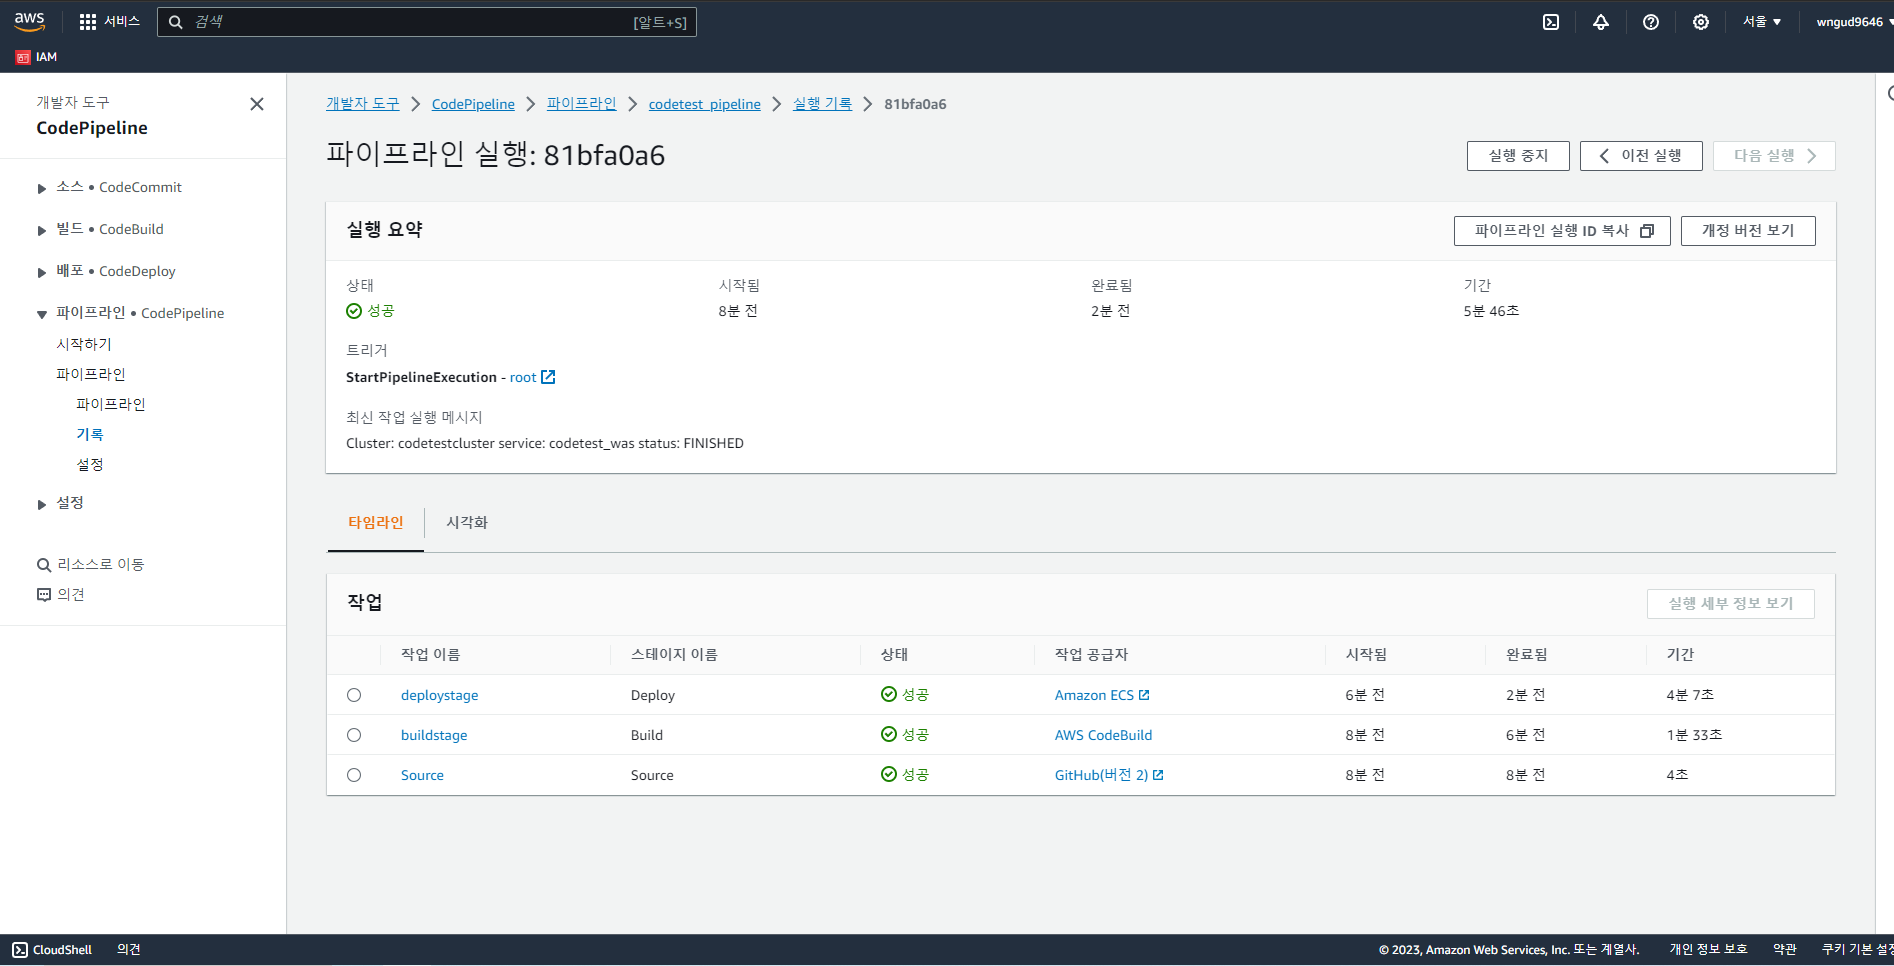 aws
서비스
검색
[알트+S]
서울
wngud9646
IAM
개발자 도구
CodePipeline
소스 • CodeCommit
빌드 • CodeBuild
배포 • CodeDeploy
파이프라인 • CodePipeline
시작하기
파이프라인
파이프라인
기록
설정
설정
리소스로 이동
의견
개발자 도구 > CodePipeline > 파이프라인 > codetest_pipeline > 실행 기록 > 81bfa0a6
파이프라인 실행: 81bfa0a6
실행 중지
이전 실행
다음 실행
실행 요약
파이프라인 실행 ID 복사
개정 버전 보기
상태 시작됨 완료됨 기간
성공 8분 전 2분 전 5분 46초
트리거
StartPipelineExecution - root
최신 작업 실행 메시지
Cluster: codetestcluster service: codetest_was status: FINISHED
타임라인 시각화
작업
실행 세부 정보 보기
작업 이름 스테이지 이름 상태 작업 공급자 시작됨 완료됨 기간
deploystage Deploy 성공 Amazon ECS 6분 전 2분 전 4분 7초
buildstage Build 성공 AWS CodeBuild 8분 전 6분 전 1분 33초
Source Source 성공 GitHub(버전 2) 8분 전 8분 전 4초
CloudShell 의견 © 2023, Amazon Web Services, Inc. 또는 계열사. 개인 정보 보호 약관 쿠키 기본 설정